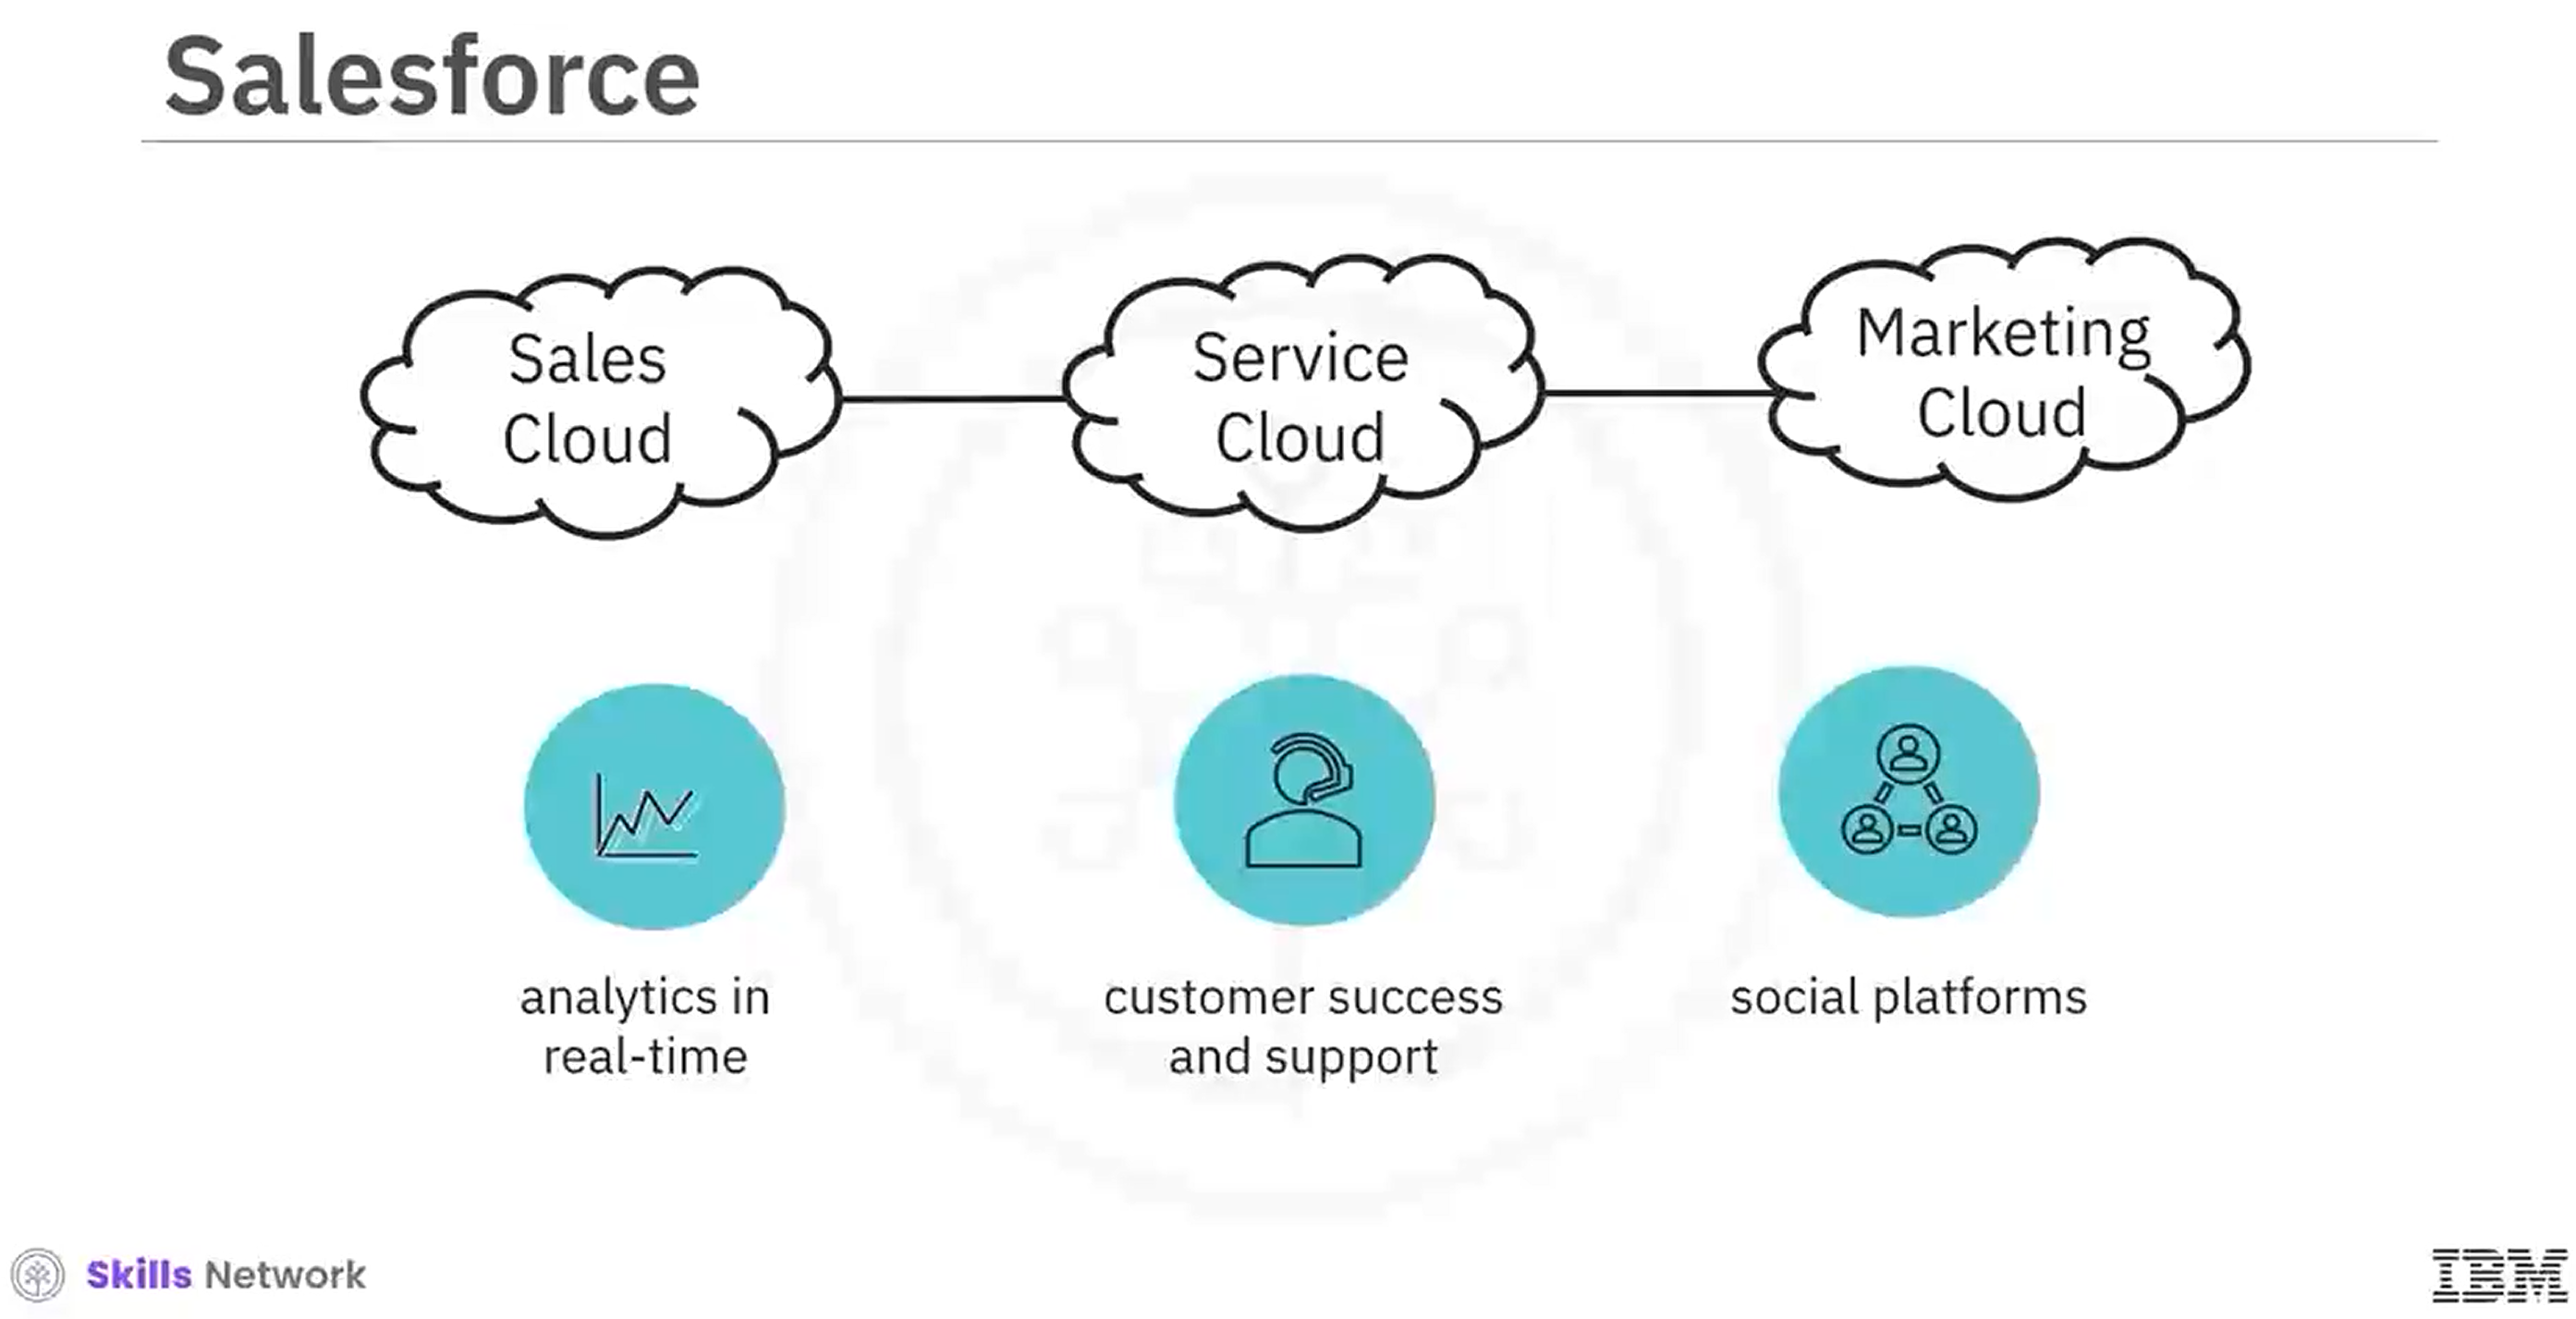 Salesforce
Sales
Cloud
Service
Cloud
Marketing
Cloud
analytics in
real-time
customer success
and support
social platforms
Skills Network
IBM